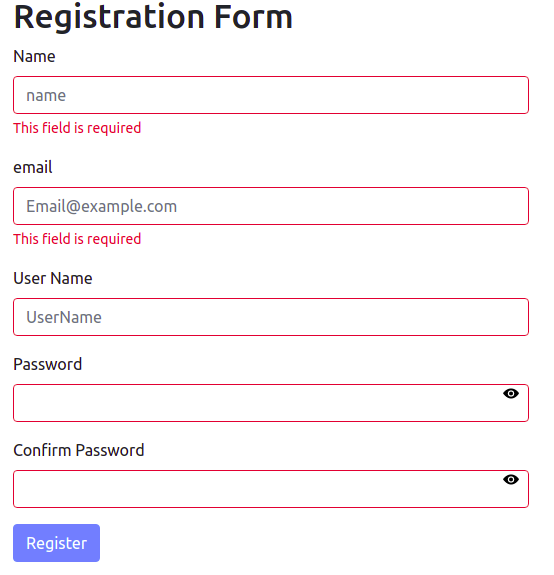 Registration Form
Name
name
This field is required
email
Email@example.com
This field is required
User Name
UserName
Password
Confirm Password
Register